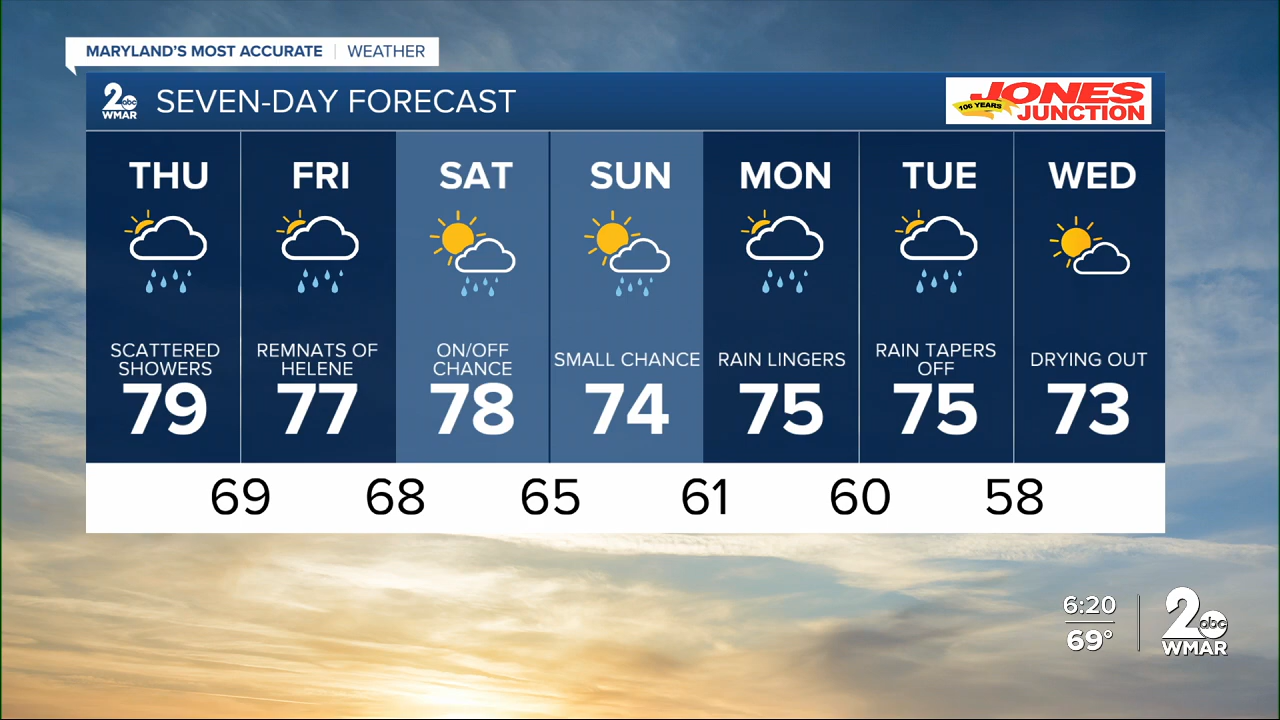 MARYLAND'S MOST ACCURATE | WEATHER
2 abc
WMAR
SEVEN-DAY FORECAST
JONES
106 YEARS
JUNCTION
THU FRI SAT SUN MON TUE WED
SCATTERED
SHOWERS
79
REMNATS OF
HELENE
77
ON/OFF
CHANCE
78
SMALL CHANCE
74
RAIN LINGERS
75
RAIN TAPERS
OFF
75
DRYING OUT
73
69 68 65 61 60 58
6:20
69°
2 abc
WMAR